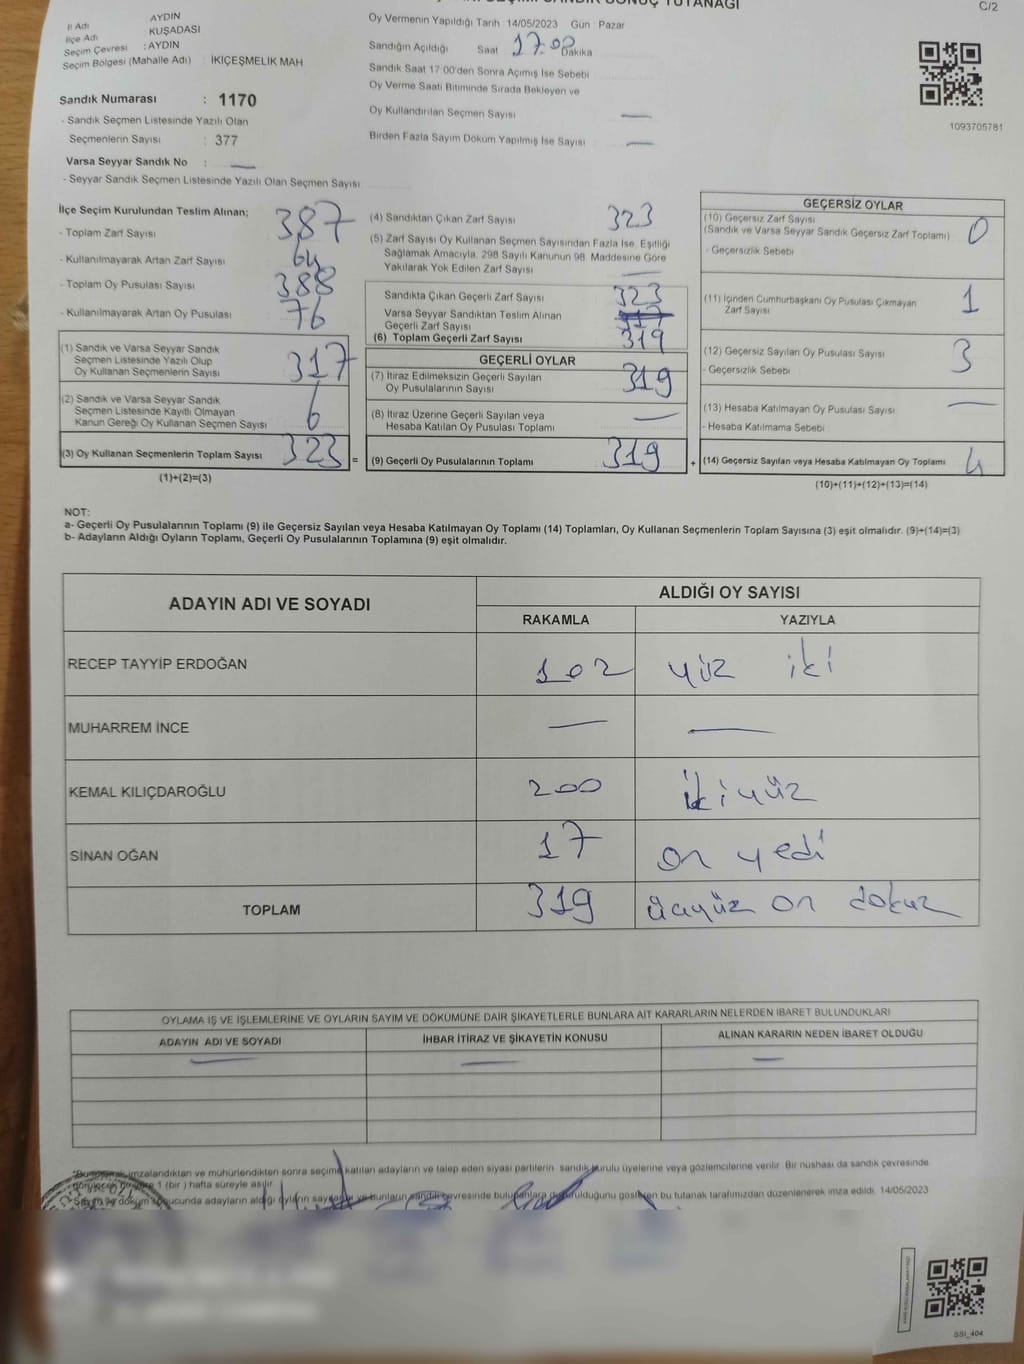 C/2
İl Adı AYDIN
İlçe Adı KUŞADASI
Seçim Çevresi : AYDIN
Seçim Bölgesi (Mahalle Adı) : İKİÇEŞMELİK MAH
Sandık Numarası : 1170
- Sandık Seçmen Listesinde Yazılı Olan
Seçmenlerin Sayısı : 377
Varsa Seyyar Sandık No : —
- Seyyar Sandık Seçmen Listesinde Yazılı Olan Seçmen Sayısı
Oy Vermenin Yapıldığı Tarih 14/05/2023 Gün Pazar
Sandığın Açıldığı Saat 17.00 Dakika
Sandık Saat 17:00'den Sonra Açımış İse Sebebi
Oy Verme Saati Bitiminde Sırada Bekleyen ve
Oy Kullandırılan Seçmen Sayısı —
Birden Fazla Sayım Döküm Yapılmış İse Sayısı —
1093705781
İlçe Seçim Kurulundan Teslim Alınan;
- Toplam Zarf Sayısı 387
- Kullanılmayarak Artan Zarf Sayısı 64
- Toplam Oy Pusulası Sayısı 388
- Kullanılmayarak Artan Oy Pusulası 76
(1) Sandık ve Varsa Seyyar Sandık
Seçmen Listesinde Yazılı Olup
Oy Kullanan Seçmenlerin Sayısı 317
(2) Sandık ve Varsa Seyyar Sandık
Seçmen Listesinde Kayıtlı Olmayan
Kanun Gereği Oy Kullanan Seçmen Sayısı 6
(3) Oy Kullanan Seçmenlerin Toplam Sayısı 323 =
(1)+(2)=(3)
(4) Sandıktan Çıkan Zarf Sayısı 323
(5) Zarf Sayısı Oy Kullanan Seçmen Sayısından Fazla İse, Eşitliği
Sağlamak Amacıyla, 298 Sayılı Kanunun 98. Maddesine Göre
Yakılarak Yok Edilen Zarf Sayısı —
Sandıkta Çıkan Geçerli Zarf Sayısı 323
Varsa Seyyar Sandıktan Teslim Alınan
Geçerli Zarf Sayısı
(6) Toplam Geçerli Zarf Sayısı 319
GEÇERLİ OYLAR
(7) İtiraz Edilmeksizin Geçerli Sayılan
Oy Pusulalarının Sayısı 319
(8) İtiraz Üzerine Geçerli Sayılan veya
Hesaba Katılan Oy Pusulası Toplamı —
(9) Geçerli Oy Pusulalarının Toplamı 319 +
GEÇERSİZ OYLAR
(10) Geçersiz Zarf Sayısı
(Sandık ve Varsa Seyyar Sandık Geçersiz Zarf Toplamı) 0
- Geçersizlik Sebebi
(11) İçinden Cumhurbaşkanı Oy Pusulası Çıkmayan
Zarf Sayısı 1
(12) Geçersiz Sayılan Oy Pusulası Sayısı 3
- Geçersizlik Sebebi
(13) Hesaba Katılmayan Oy Pusulası Sayısı —
- Hesaba Katılmama Sebebi
(14) Geçersiz Sayılan veya Hesaba Katılmayan Oy Toplamı 4
(10)+(11)+(12)+(13)=(14)
NOT:
a- Geçerli Oy Pusulalarının Toplamı (9) ile Geçersiz Sayılan veya Hesaba Katılmayan Oy Toplamı (14) Toplamları, Oy Kullanan Seçmenlerin Toplam Sayısına (3) eşit olmalıdır. (9)+(14)=(3)
b- Adayların Aldığı Oyların Toplamı, Geçerli Oy Pusulalarının Toplamına (9) eşit olmalıdır.
ADAYIN ADI VE SOYADI ALDIĞI OY SAYISI
RAKAMLA YAZIYLA
RECEP TAYYİP ERDOĞAN 102 yüz iki
MUHARREM İNCE — —
KEMAL KILIÇDAROĞLU 200 iki yüz
SİNAN OĞAN 17 on yedi
TOPLAM 319 üçyüz on dokuz
OYLAMA İŞ VE İŞLEMLERİNE VE OYLARIN SAYIM VE DÖKÜMÜNE DAİR ŞİKAYETLERLE BUNLARA AİT KARARLARIN NELERDEN İBARET BULUNDUKLARI
ADAYIN ADI VE SOYADI İHBAR İTİRAZ VE ŞİKAYETİN KONUSU ALINAN KARARIN NEDEN İBARET OLDUĞU
— — —
imzalandıktan ve mühürlendikten sonra seçime katılan adayların ve talep eden siyasi partilerin sandık kurulu üyelerine veya gözlemcilerine verilir. Bir nüshası da sandık çevresinde
1 (bir) hafta süreyle asılır.
adayların aldığı oyların ve bunların sandık çevresinde gösteren bu tutanak tarafımızdan düzenlenerek imza edildi. 14/05/2023
SSI_404